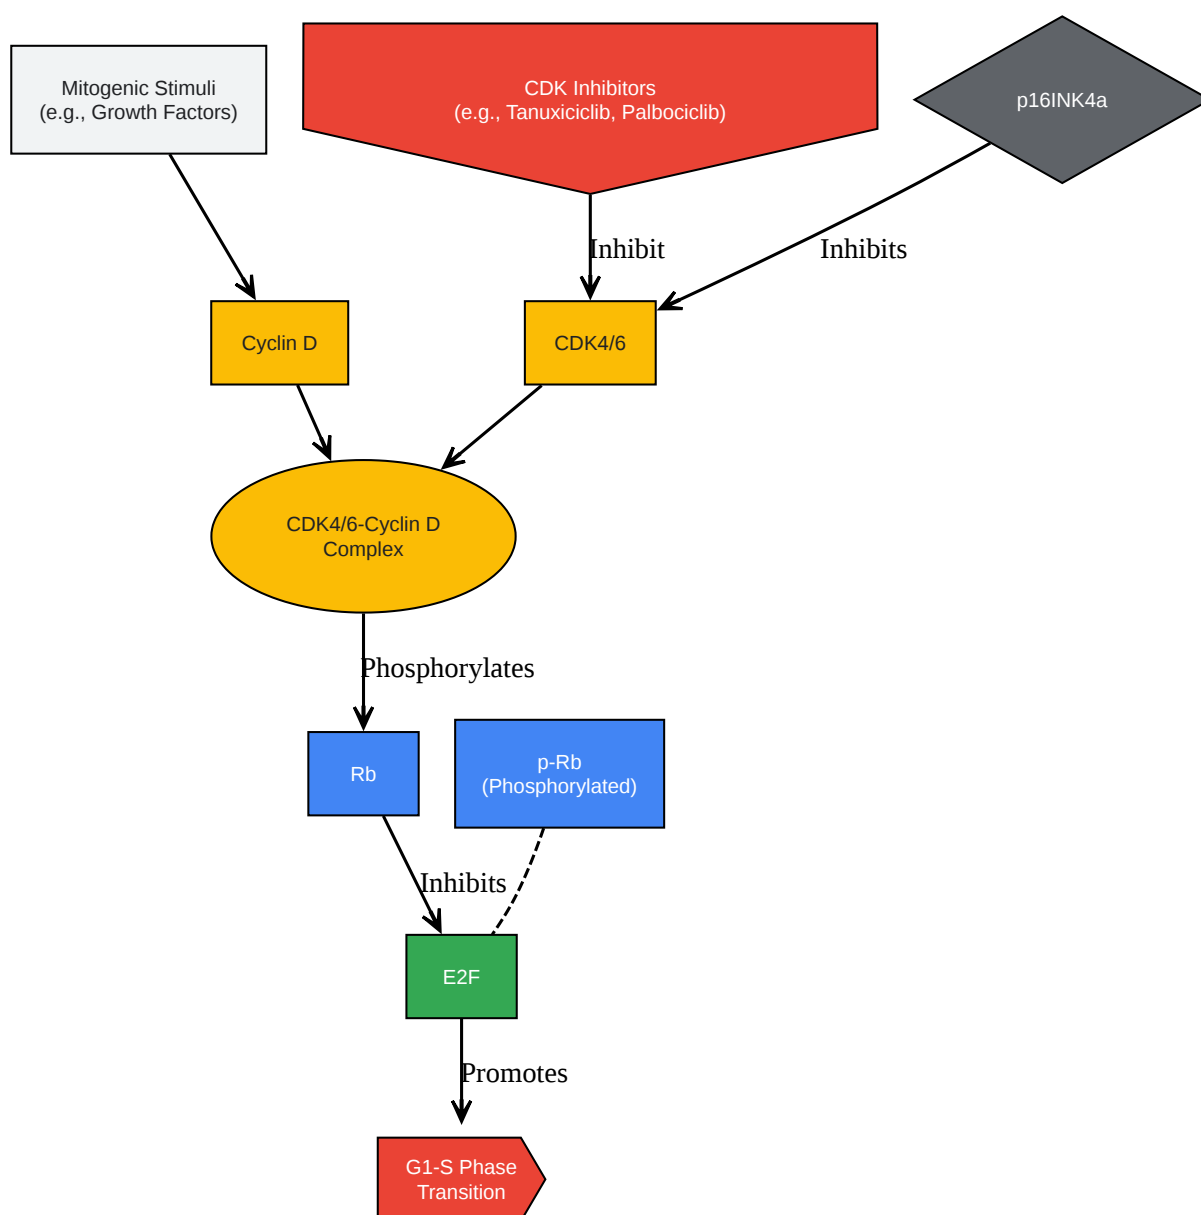 Mitogenic Stimuli
(e.g., Growth Factors)
CDK Inhibitors
(e.g., Tanuxiciclib, Palbociclib)
p16INK4a
Inhibit
Inhibits
Cyclin D
CDK4/6
CDK4/6-Cyclin D
Complex
Phosphorylates
Rb
p-Rb
(Phosphorylated)
Inhibits
E2F
Promotes
G1-S Phase
Transition